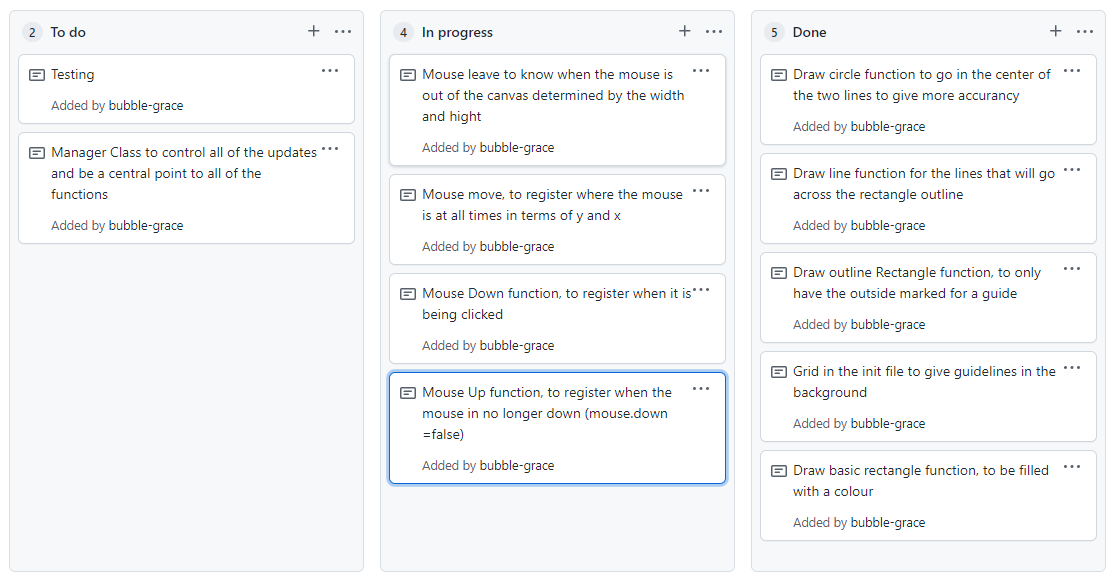 2 To do
Testing
Added by bubble-grace
Manager Class to control all of the updates
and be a central point to all of the
functions
Added by bubble-grace
4 In progress
Mouse leave to know when the mouse is
out of the canvas determined by the width
and hight
Added by bubble-grace
Mouse move, to register where the mouse
is at all times in terms of y and x
Added by bubble-grace
Mouse Down function, to register when it is
being clicked
Added by bubble-grace
Mouse Up function, to register when the
mouse in no longer down (mouse.down
=false)
Added by bubble-grace
5 Done
Draw circle function to go in the center of
the two lines to give more accurancy
Added by bubble-grace
Draw line function for the lines that will go
across the rectangle outline
Added by bubble-grace
Draw outline Rectangle function, to only
have the outside marked for a guide
Added by bubble-grace
Grid in the init file to give guidelines in the
background
Added by bubble-grace
Draw basic rectangle function, to be filled
with a colour
Added by bubble-grace